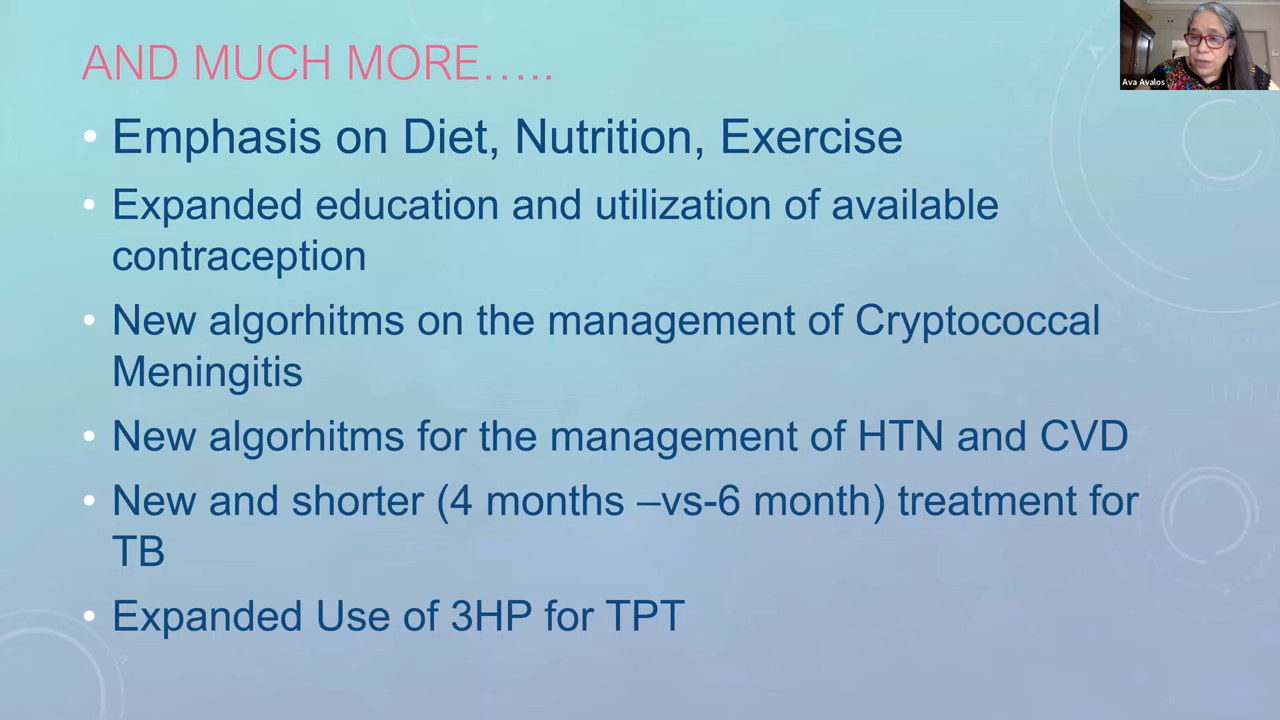 AND MUCH MORE…..
Ava Avalos
• Emphasis on Diet, Nutrition, Exercise
• Expanded education and utilization of available
contraception
• New algorhitms on the management of Cryptococcal
Meningitis
• New algorhitms for the management of HTN and CVD
• New and shorter (4 months –vs-6 month) treatment for
TB
• Expanded Use of 3HP for TPT